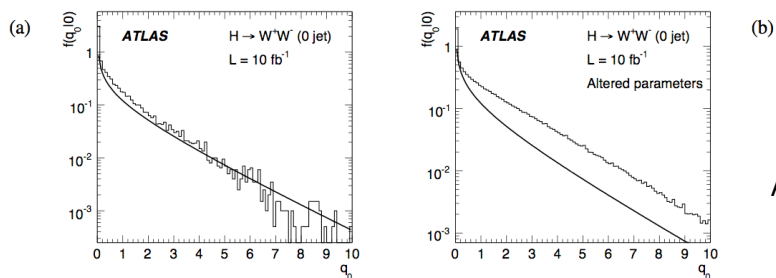 (a)
f(q₀|0)
ATLAS
H → W⁺W⁻ (0 jet)
L = 10 fb⁻¹
1
10⁻¹
10⁻²
10⁻³
0 1 2 3 4 5 6 7 8 9 10
q₀
(b)
f(q₀|0)
ATLAS
H → W⁺W⁻ (0 jet)
L = 10 fb⁻¹
Altered parameters
1
10⁻¹
10⁻²
10⁻³
0 1 2 3 4 5 6 7 8 9 10
q₀